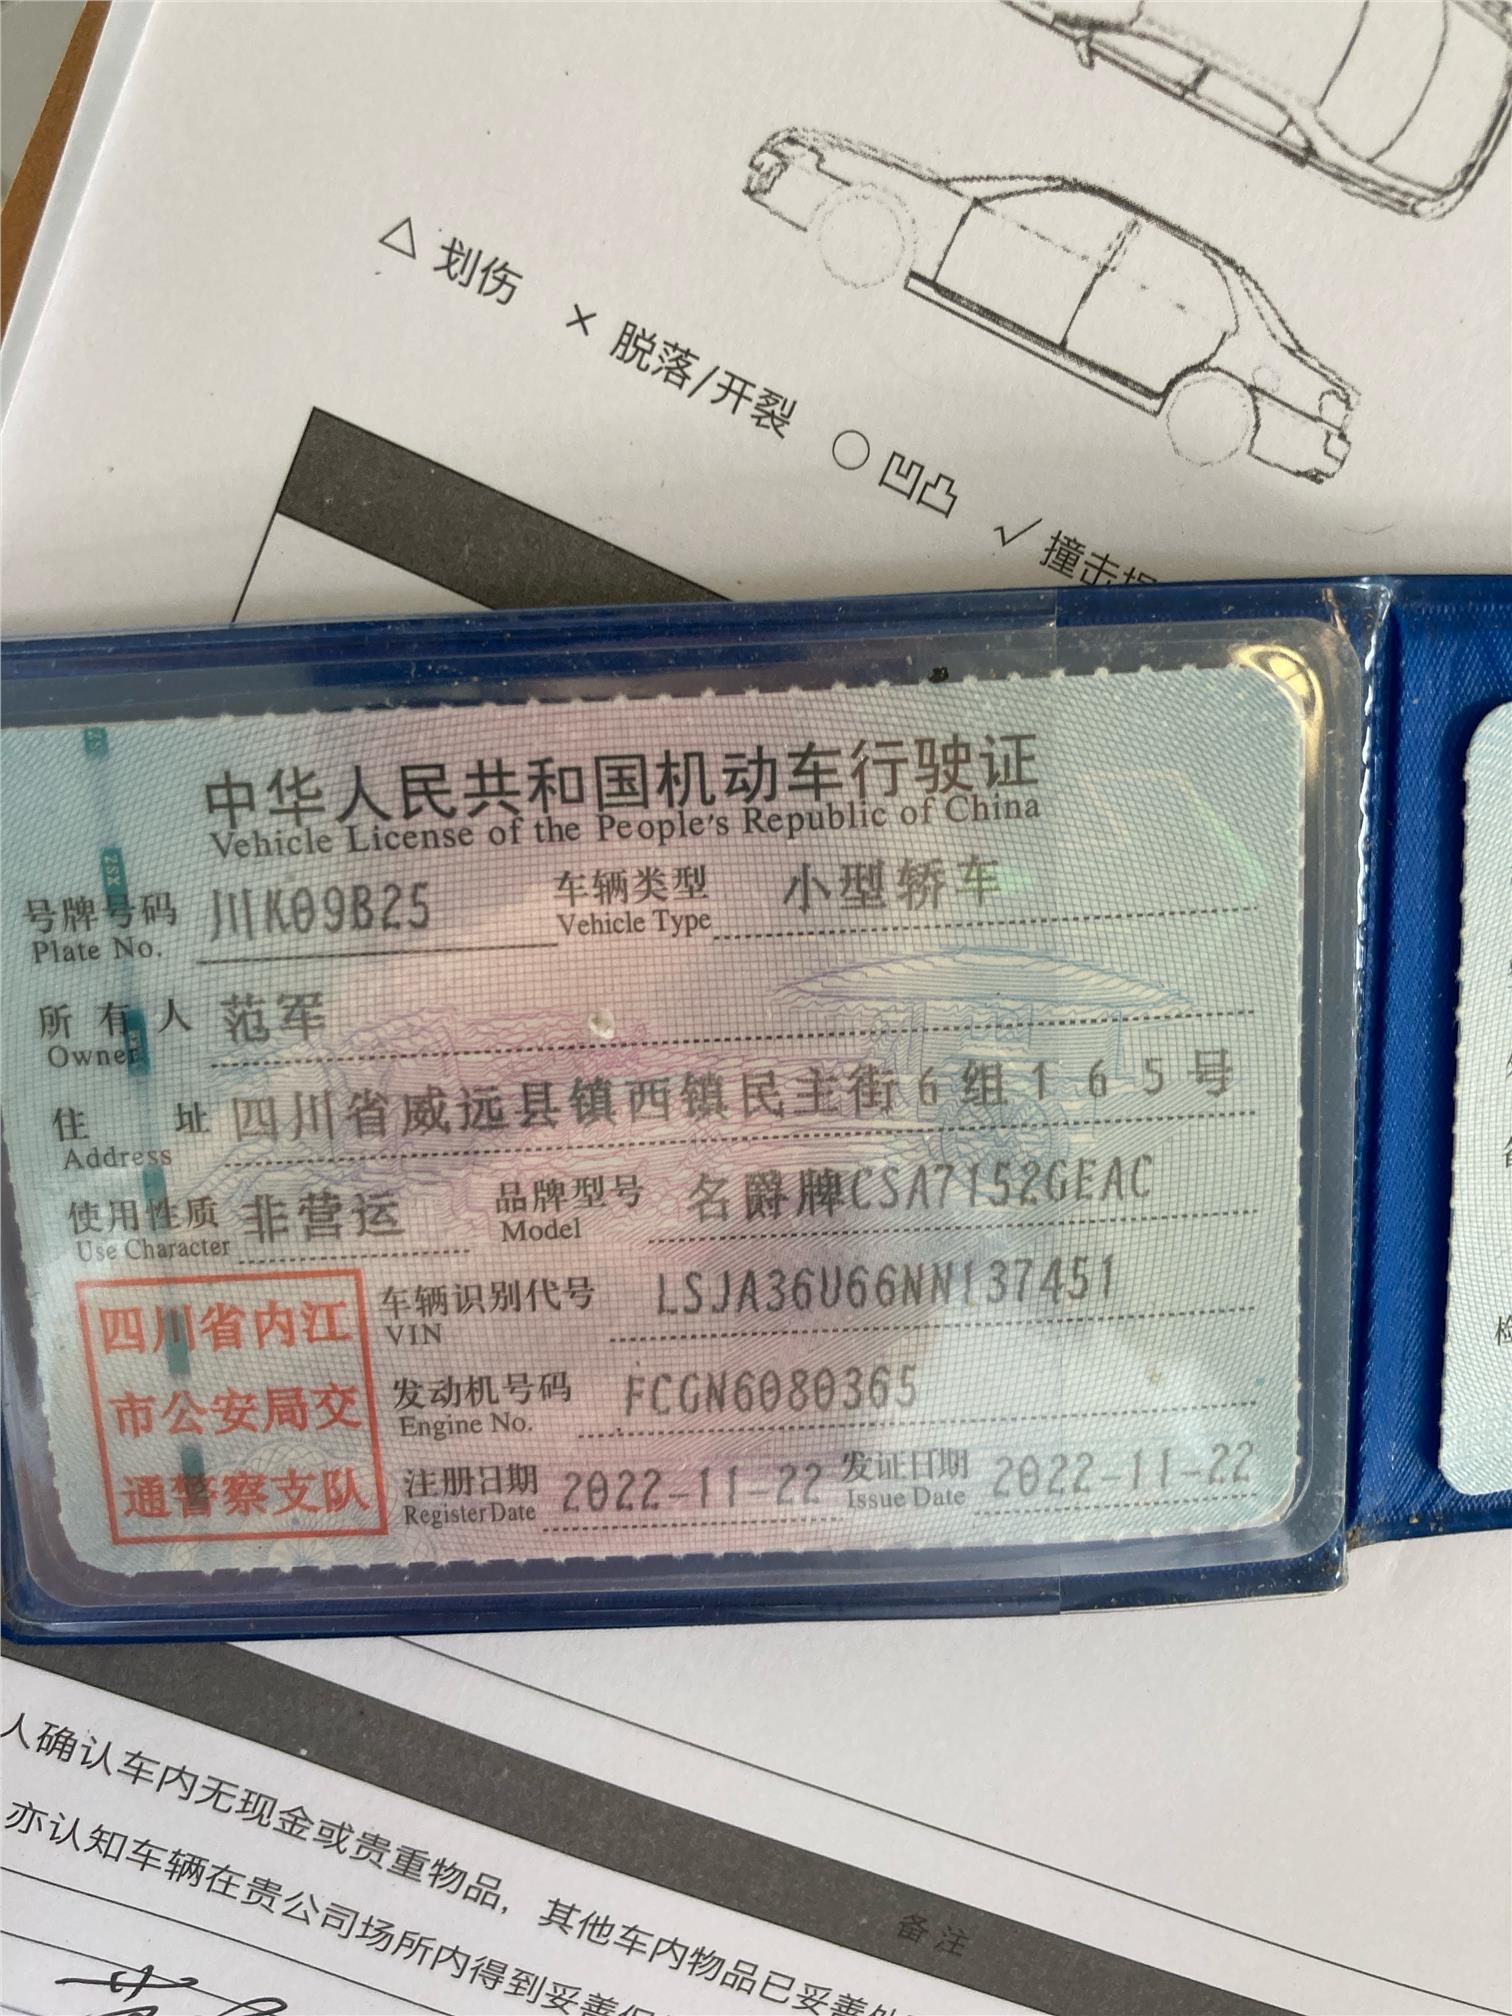 △ 划伤 × 脱落/开裂 ○ 凹凸 √ 撞击
中华人民共和国机动车行驶证
Vehicle License of the People's Republic of China
号牌号码 川K09B25 车辆类型 小型轿车
Plate No. Vehicle Type
所有人 范军
Owner
住址 四川省威远县镇西镇民主街6组165号
Address
使用性质 非营运 品牌型号 名爵牌CSA7152GEAC
Use Character Model
四川省内江
市公安局交
通警察支队
车辆识别代号 LSJA36U66NN137451
VIN
发动机号码 FCGN6080365
Engine No.
注册日期 2022-11-22 发证日期 2022-11-22
Register Date Issue Date
检
备注
人确认车内无现金或贵重物品，其他车内物品已妥善
亦认知车辆在贵公司场所内得到妥善